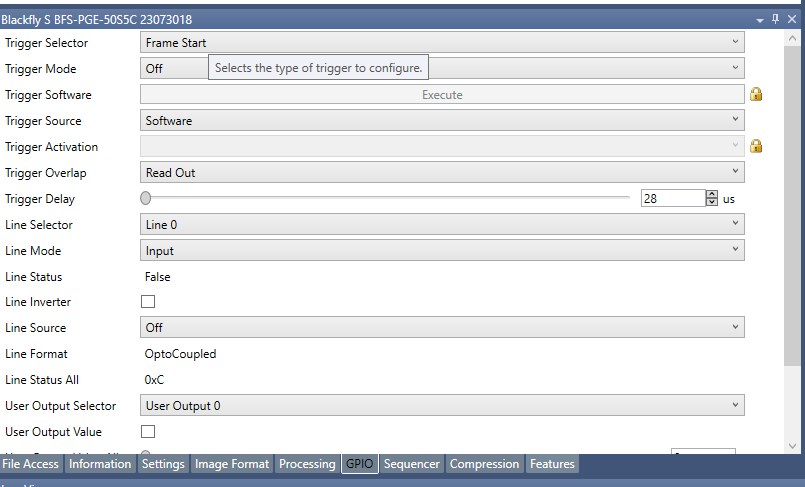 Blackfly S BFS-PGE-50S5C 23073018
Trigger Selector Frame Start
Trigger Mode Off
Selects the type of trigger to configure.
Trigger Software Execute
Trigger Source Software
Trigger Activation
Trigger Overlap Read Out
Trigger Delay 28 us
Line Selector Line 0
Line Mode Input
Line Status False
Line Inverter
Line Source Off
Line Format OptoCoupled
Line Status All 0xC
User Output Selector User Output 0
User Output Value
File Access Information Settings Image Format Processing GPIO Sequencer Compression Features